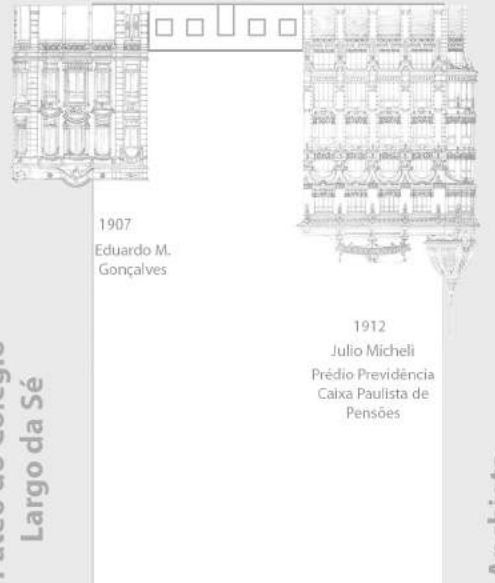 1907
Eduardo M.
Gonçalves
1912
Julio Micheli
Prédio Previdência
Caixa Paulista de
Pensões
Largo da Sé